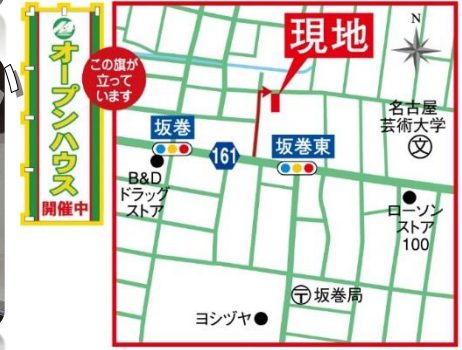 オープンハウス
開催中
この旗が
立って
います
現地
N
名古屋
芸術大学
文
坂巻
161
坂巻東
B&D
ドラッグ
ストア
ローソン
ストア
100
〒坂巻局
ヨシヅヤ